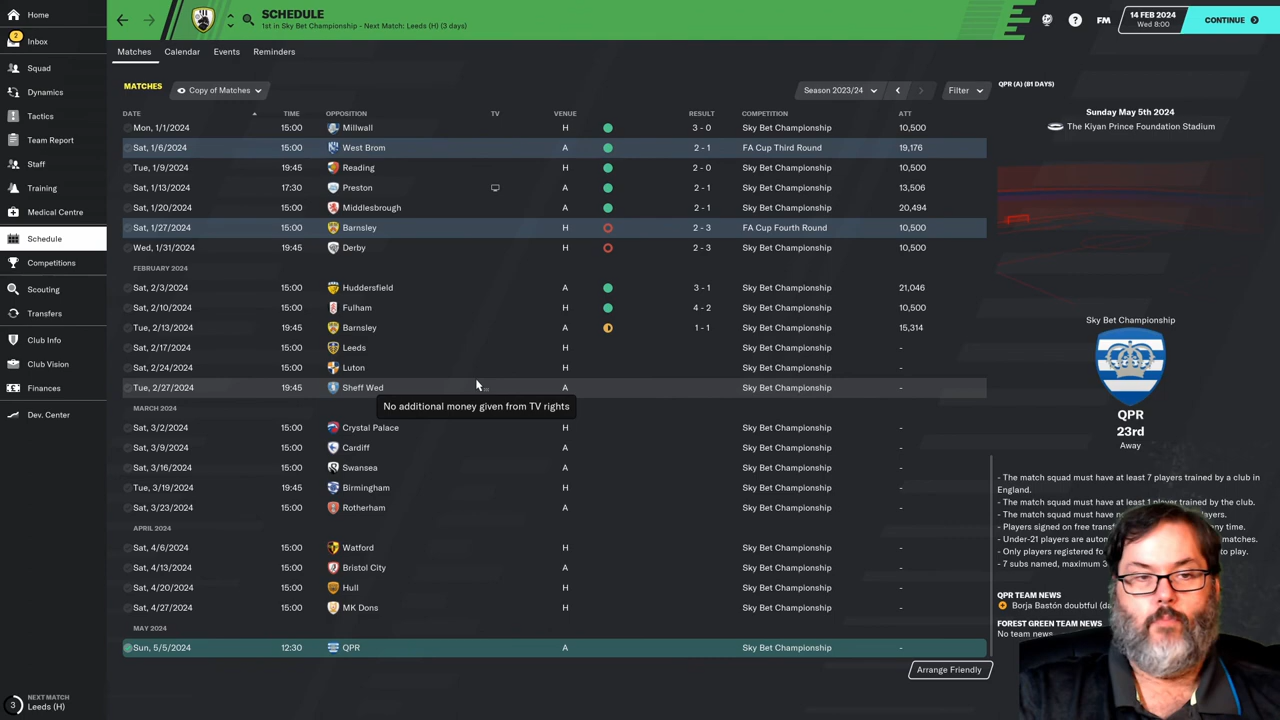 Home
2
Inbox
Squad
Dynamics
Tactics
Team Report
Staff
Training
Medical Centre
Schedule
Competitions
Scouting
Transfers
Club Info
Club Vision
Finances
Dev. Center
3
NEXT MATCH
Leeds (H)
SCHEDULE
1st in Sky Bet Championship - Next Match: Leeds (H) (3 days)
?
FM
14 FEB 2024
Wed 8:00
CONTINUE
Matches Calendar Events Reminders
MATCHES Copy of Matches Season 2023/24 Filter
DATE TIME OPPOSITION TV VENUE RESULT COMPETITION ATT
Mon, 1/1/2024 15:00 Millwall H 3 - 0 Sky Bet Championship 10,500
Sat, 1/6/2024 15:00 West Brom A 2 - 1 FA Cup Third Round 19,176
Tue, 1/9/2024 15:00 Reading H 2 - 0 Sky Bet Championship 10,500
Sat, 1/13/2024 17:30 Preston A 2 - 1 Sky Bet Championship 13,506
Sat, 1/20/2024 15:00 Middlesbrough A 2 - 1 Sky Bet Championship 20,494
Sat, 1/27/2024 15:00 Barnsley H 2 - 3 FA Cup Fourth Round 10,500
Wed, 1/31/2024 19:45 Derby H 2 - 3 Sky Bet Championship 10,500
FEBRUARY 2024
Sat, 2/3/2024 15:00 Huddersfield A 3 - 1 Sky Bet Championship 21,046
Sat, 2/10/2024 15:00 Fulham H 4 - 2 Sky Bet Championship 10,500
Tue, 2/13/2024 19:45 Barnsley A 1 - 1 Sky Bet Championship 15,314
Sat, 2/17/2024 15:00 Leeds H Sky Bet Championship -
Sat, 2/24/2024 15:00 Luton H Sky Bet Championship -
Tue, 2/27/2024 19:45 Sheff Wed A Sky Bet Championship -
No additional money given from TV rights
MARCH 2024
Sat, 3/2/2024 15:00 Crystal Palace H Sky Bet Championship -
Sat, 3/9/2024 15:00 Cardiff A Sky Bet Championship -
Sat, 3/16/2024 15:00 Swansea A Sky Bet Championship -
Tue, 3/19/2024 19:45 Birmingham H Sky Bet Championship -
Sat, 3/23/2024 15:00 Rotherham A Sky Bet Championship -
APRIL 2024
Sat, 4/6/2024 15:00 Watford H Sky Bet Championship -
Sat, 4/13/2024 15:00 Bristol City A Sky Bet Championship -
Sat, 4/20/2024 15:00 Hull H Sky Bet Championship -
Sat, 4/27/2024 15:00 MK Dons H Sky Bet Championship -
MAY 2024
Sun, 5/5/2024 12:30 QPR A Sky Bet Championship -
Arrange Friendly
QPR (A) (81 DAYS)
Sunday May 5th 2024
The Kiyan Prince Foundation Stadium
Sky Bet Championship
QPR
23rd
Away
- The match squad must have at least 7 players trained by a club in
England.
- The match squad must have at least 1 player trained by the club.
- The match squad must have players.
- Players signed on free transf ny time.
- Under-21 players are autom matches.
- Only players registered fo to play.
- 7 subs named, maximum 3
QPR TEAM NEWS
Borja Bastón doubtful (da
FOREST GREEN TEAM NEWS
No team news